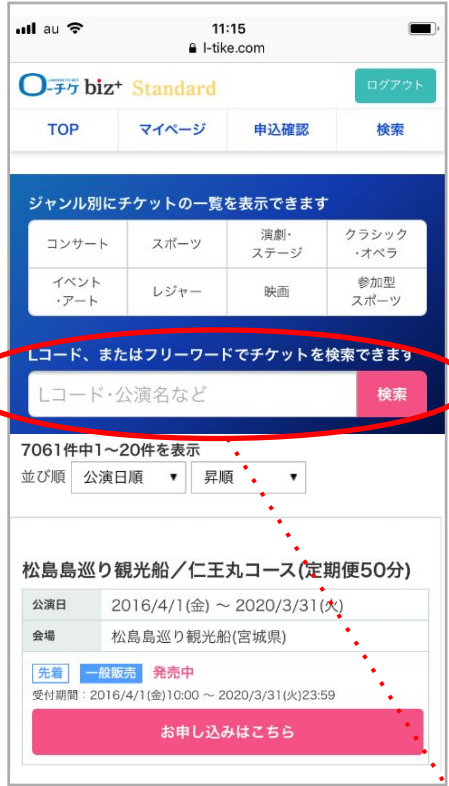 au 11:15
l-tike.com
ローチケ biz+ Standard ログアウト
TOP マイページ 申込確認 検索
ジャンル別にチケットの一覧を表示できます
コンサート スポーツ 演劇・ステージ クラシック・オペラ
イベント・アート レジャー 映画 参加型スポーツ
Lコード、またはフリーワードでチケットを検索できます
Lコード・公演名など 検索
7061件中1～20件を表示
並び順 公演日順 ▼ 昇順 ▼
松島島巡り観光船／仁王丸コース(定期便50分)
公演日 2016/4/1(金) ～ 2020/3/31(火)
会場 松島島巡り観光船(宮城県)
先着 一般販売 発売中
受付期間：2016/4/1(金)10:00 ～ 2020/3/31(火)23:59
お申し込みはこちら